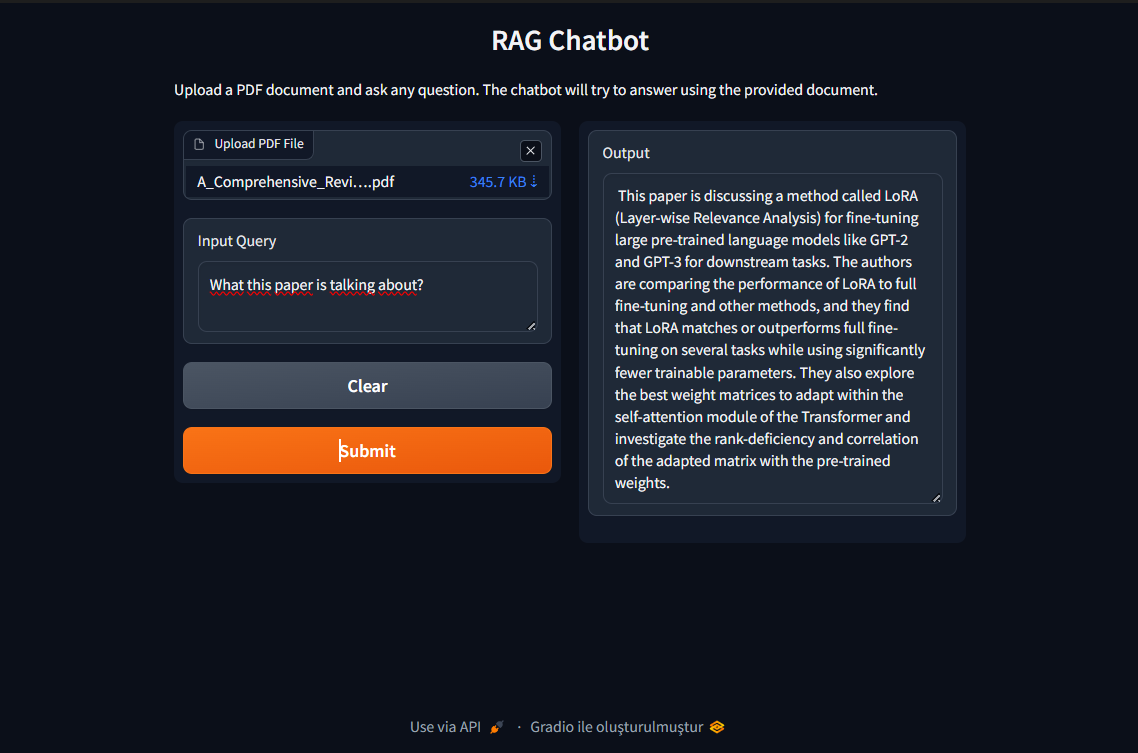 RAG Chatbot
Upload a PDF document and ask any question. The chatbot will try to answer using the provided document.
Upload PDF File
A_Comprehensive_Revi....pdf 345.7 KB ⇣
Input Query
What this paper is talking about?
Clear
Submit
Output
This paper is discussing a method called LoRA
(Layer-wise Relevance Analysis) for fine-tuning
large pre-trained language models like GPT-2
and GPT-3 for downstream tasks. The authors
are comparing the performance of LoRA to full
fine-tuning and other methods, and they find
that LoRA matches or outperforms full fine-
tuning on several tasks while using significantly
fewer trainable parameters. They also explore
the best weight matrices to adapt within the
self-attention module of the Transformer and
investigate the rank-deficiency and correlation
of the adapted matrix with the pre-trained
weights.
Use via API · Gradio ile oluşturulmuştur